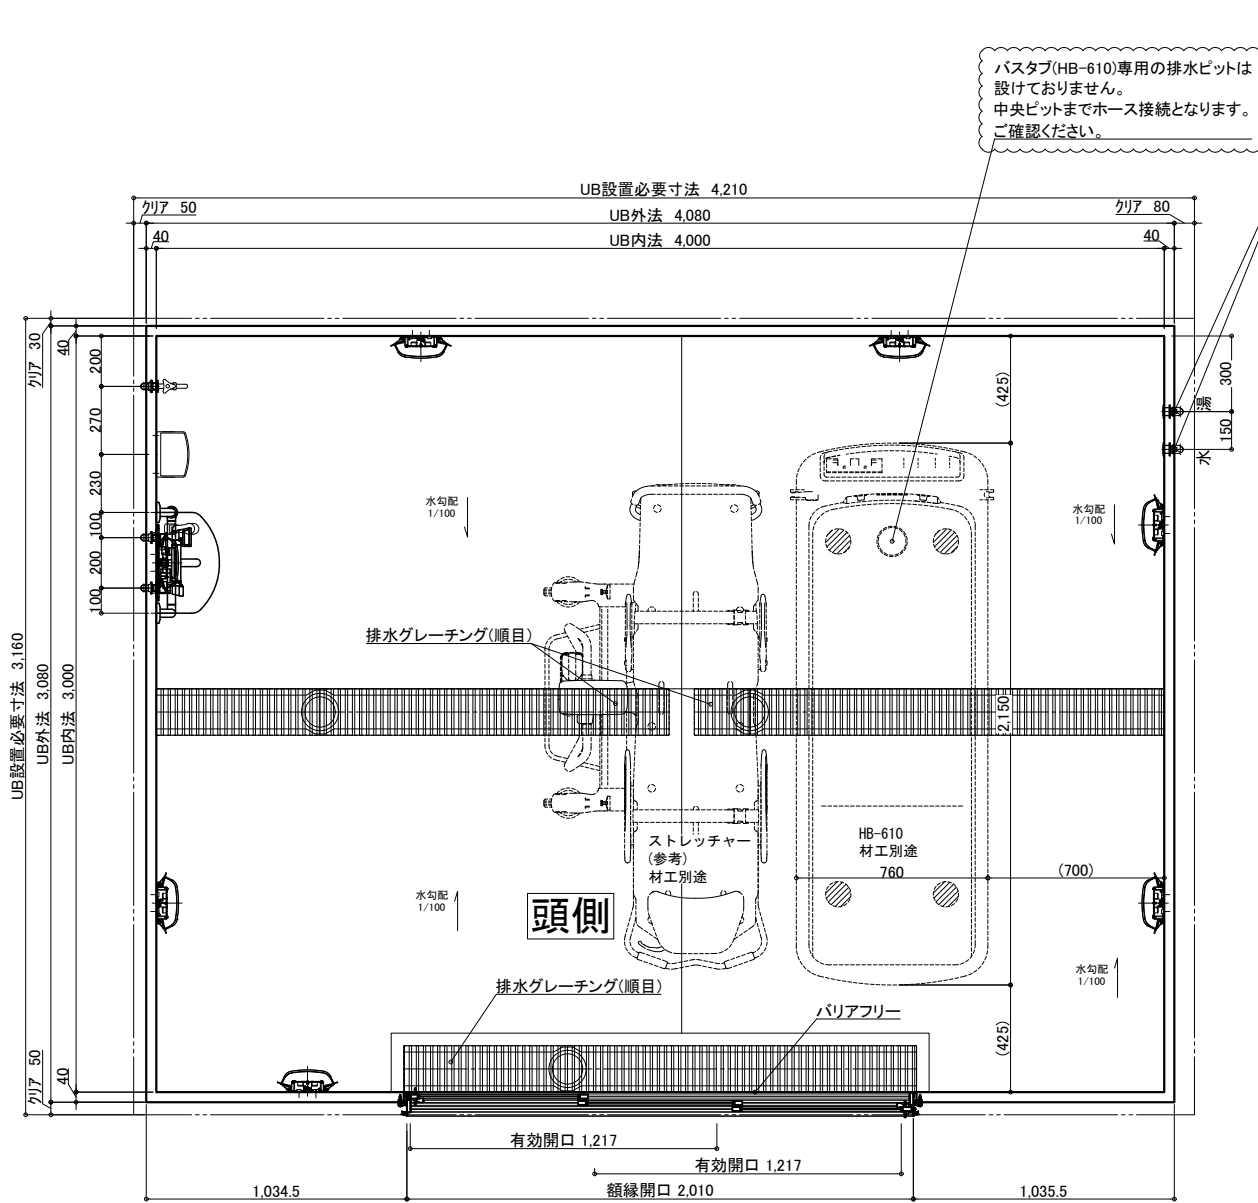 バスタブ(HB-610)専用の排水ピットは
設けておりません。
中央ピットまでホース接続となります。
ご確認ください。
UB設置必要寸法 4,210
クリア 50
UB外法 4,080
クリア 80
40
UB内法 4,000
40
クリア 30
40
200
270
230
100
200
100
UB設置必要寸法 3,160
UB外法 3,080
UB内法 3,000
クリア 50
40
(425)
湯
300
水
150
水勾配
1/100
水勾配
1/100
排水グレーチング(順目)
2,150
ストレッチャー
(参考)
材工別途
HB-610
材工別途
760
(700)
水勾配
1/100
頭側
水勾配
1/100
排水グレーチング(順目)
バリアフリー
(425)
有効開口 1,217
有効開口 1,217
1,034.5
額縁開口 2,010
1,035.5